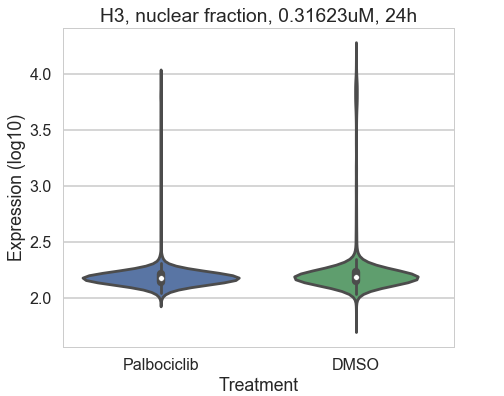 H3, nuclear fraction, 0.31623uM, 24h
Expression (log10)
4.0
3.5
3.0
2.5
2.0
Palbociclib
DMSO
Treatment